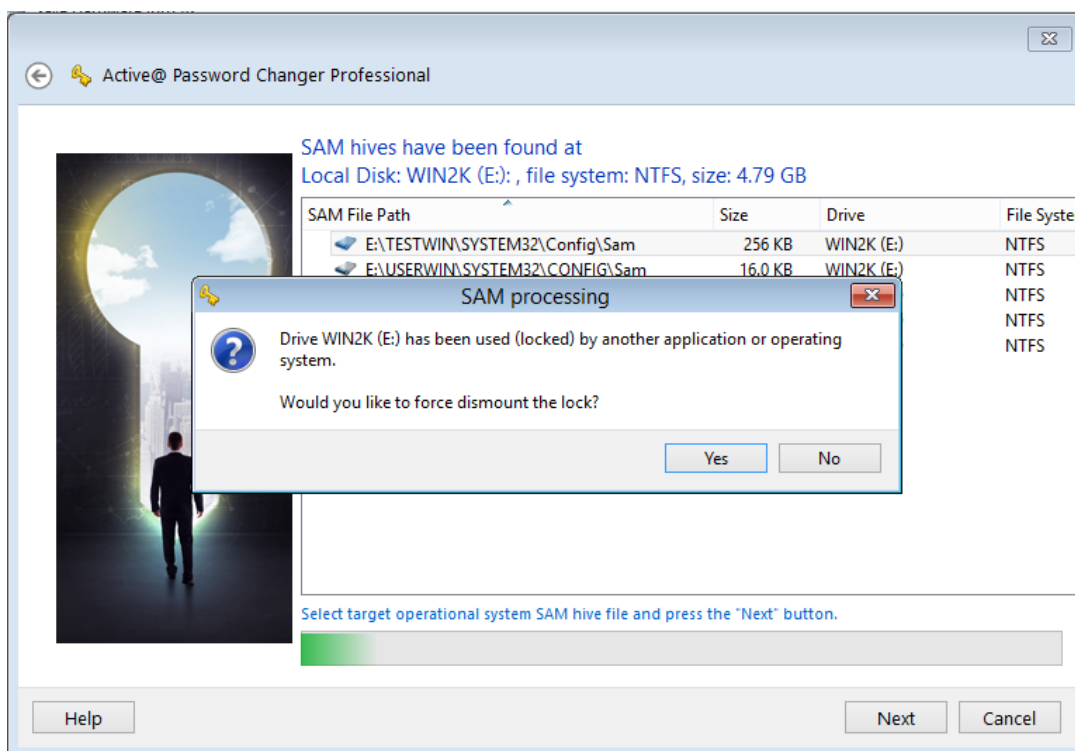 Active@ Password Changer Professional
SAM hives have been found at
Local Disk: WIN2K (E:): , file system: NTFS, size: 4.79 GB
SAM File Path Size Drive File Syste
E:\TESTWIN\SYSTEM32\Config\Sam 256 KB WIN2K (E:) NTFS
E:\USERWIN\SYSTEM32\CONFIG\Sam 16.0 KB WIN2K (E:) NTFS
NTFS
NTFS
NTFS
SAM processing
Drive WIN2K (E:) has been used (locked) by another application or operating
system.
Would you like to force dismount the lock?
Yes No
Select target operational system SAM hive file and press the "Next" button.
Help Next Cancel